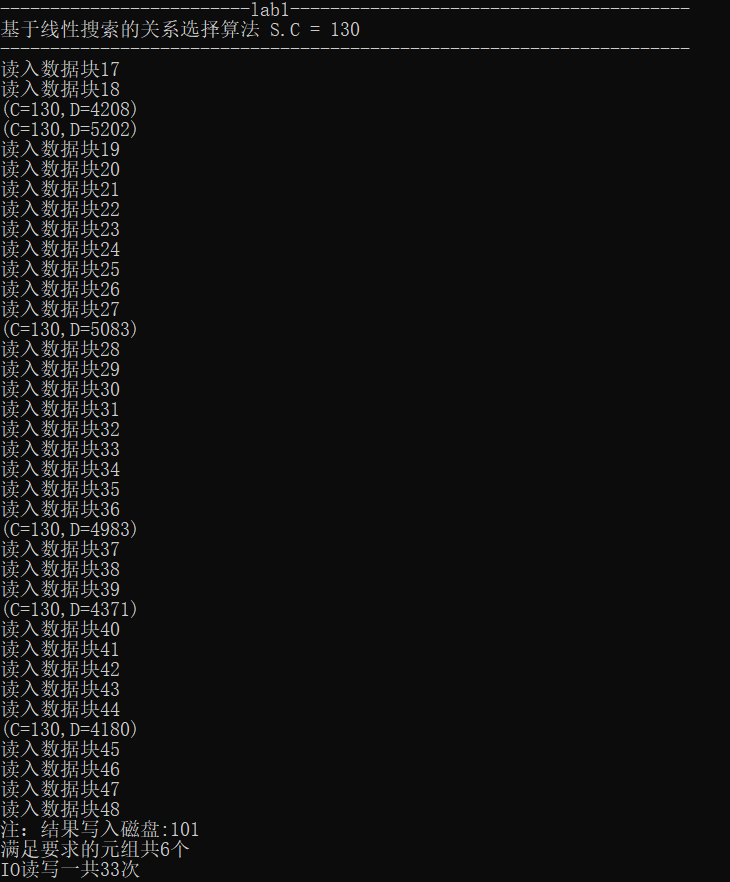 -------------------------lab1----------------------------------------
基于线性搜索的关系选择算法 S.C = 130
---------------------------------------------------------------------
读入数据块17
读入数据块18
(C=130,D=4208)
(C=130,D=5202)
读入数据块19
读入数据块20
读入数据块21
读入数据块22
读入数据块23
读入数据块24
读入数据块25
读入数据块26
读入数据块27
(C=130,D=5083)
读入数据块28
读入数据块29
读入数据块30
读入数据块31
读入数据块32
读入数据块33
读入数据块34
读入数据块35
读入数据块36
(C=130,D=4983)
读入数据块37
读入数据块38
读入数据块39
(C=130,D=4371)
读入数据块40
读入数据块41
读入数据块42
读入数据块43
读入数据块44
(C=130,D=4180)
读入数据块45
读入数据块46
读入数据块47
读入数据块48
注：结果写入磁盘:101
满足要求的元组共6个
IO读写一共33次